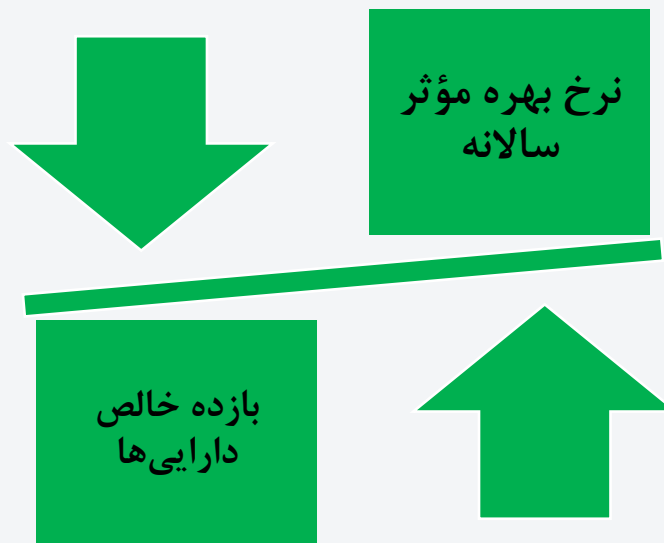 نرخ بهره مؤثر
سالانه
بازده خالص
دارایی‌ها